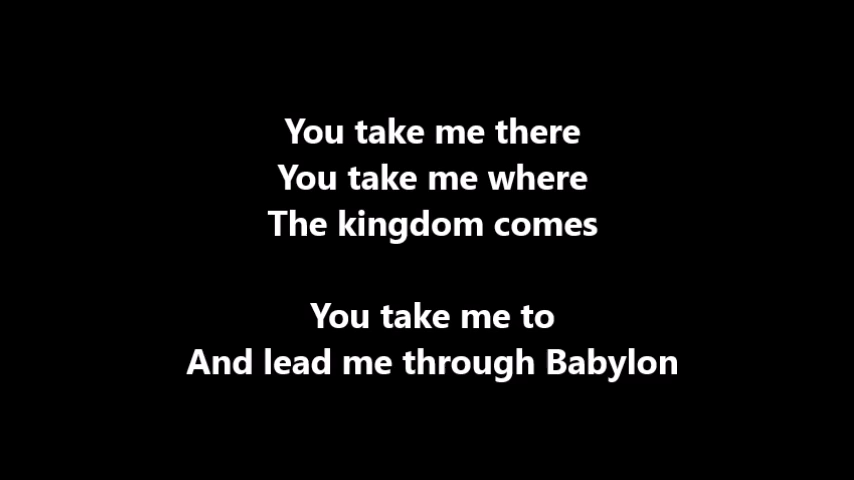 You take me there
You take me where
The kingdom comes
You take me to
And lead me through Babylon